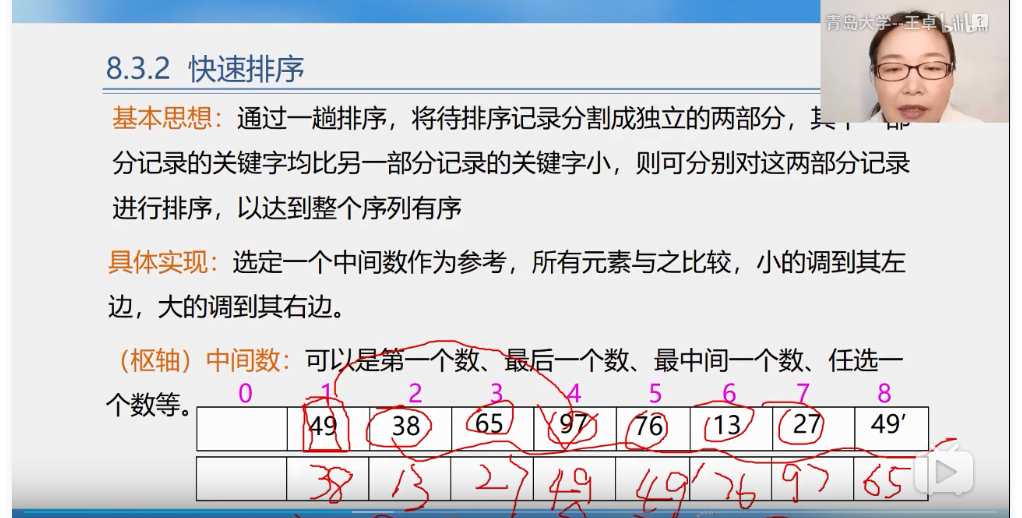 青岛大学--王卓
8.3.2 快速排序
基本思想：通过一趟排序，将待排序记录分割成独立的两部分，其中一部
分记录的关键字均比另一部分记录的关键字小，则可分别对这两部分记录
进行排序，以达到整个序列有序
具体实现：选定一个中间数作为参考，所有元素与之比较，小的调到其左
边，大的调到其右边。
（枢轴）中间数：可以是第一个数、最后一个数、最中间一个数、任选一
个数等。
0 1 2 3 4 5 6 7 8
49 38 65 97 76 13 27 49′
38 13 27 49 49′ 76 97 65